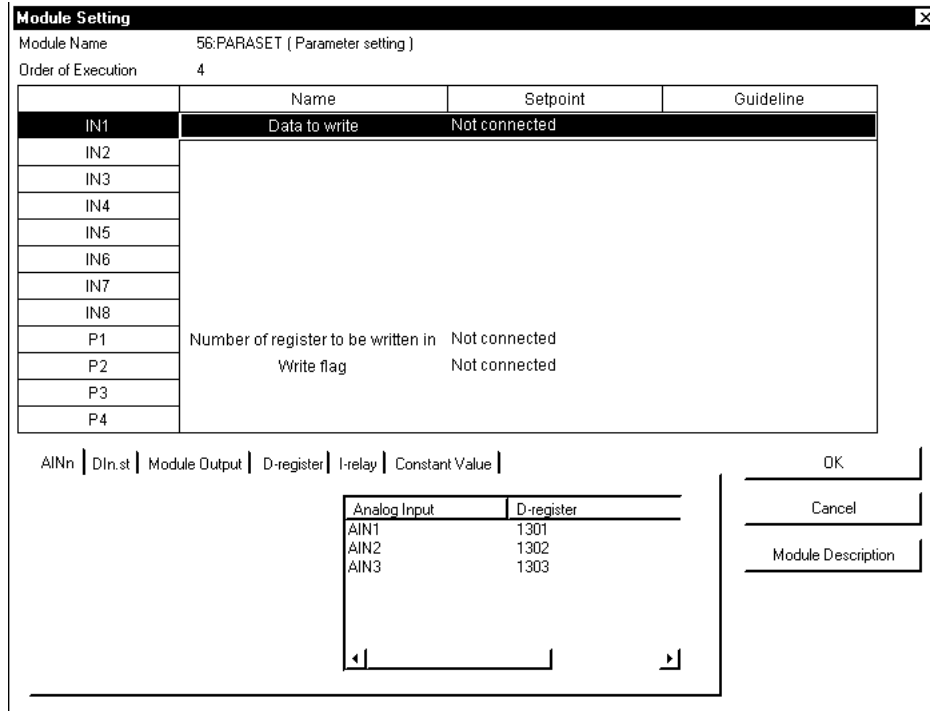 Module Setting
Module Name 56:PARASET ( Parameter setting )
Order of Execution 4
Name Setpoint Guideline
IN1 Data to write Not connected
IN2
IN3
IN4
IN5
IN6
IN7
IN8
P1 Number of register to be written in Not connected
P2 Write flag Not connected
P3
P4
AINn DIn.st Module Output D-register I-relay Constant Value OK
Analog Input D-register Cancel
AIN1 1301
AIN2 1302 Module Description
AIN3 1303